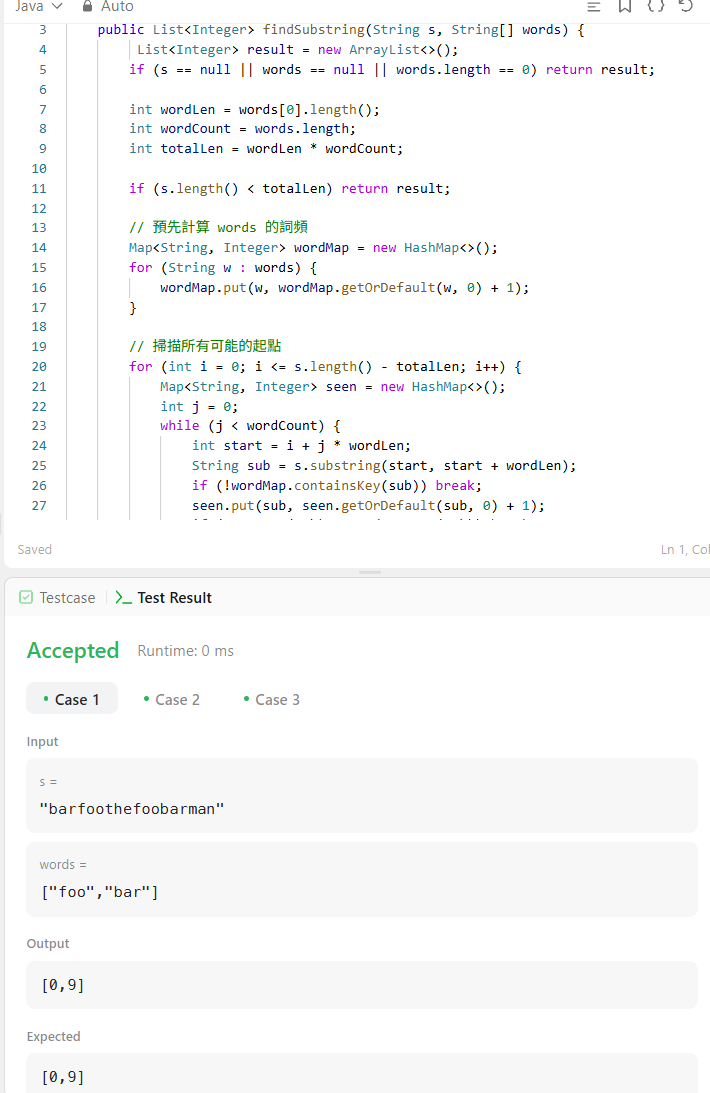 Java Auto
3 public List<Integer> findSubstring(String s, String[] words) {
4 List<Integer> result = new ArrayList<>();
5 if (s == null || words == null || words.length == 0) return result;
6
7 int wordLen = words[0].length();
8 int wordCount = words.length;
9 int totalLen = wordLen * wordCount;
10
11 if (s.length() < totalLen) return result;
12
13 // 預先計算 words 的詞頻
14 Map<String, Integer> wordMap = new HashMap<>();
15 for (String w : words) {
16 wordMap.put(w, wordMap.getOrDefault(w, 0) + 1);
17 }
18
19 // 掃描所有可能的起點
20 for (int i = 0; i <= s.length() - totalLen; i++) {
21 Map<String, Integer> seen = new HashMap<>();
22 int j = 0;
23 while (j < wordCount) {
24 int start = i + j * wordLen;
25 String sub = s.substring(start, start + wordLen);
26 if (!wordMap.containsKey(sub)) break;
27 seen.put(sub, seen.getOrDefault(sub, 0) + 1);
Saved Ln 1, Col
Testcase >_ Test Result
Accepted Runtime: 0 ms
Case 1 Case 2 Case 3
Input
s =
"barfoothefoobarman"
words =
["foo","bar"]
Output
[0,9]
Expected
[0,9]